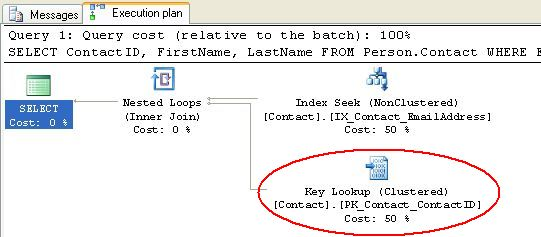 Messages
Execution plan
Query 1: Query cost (relative to the batch): 100%
SELECT ContactID, FirstName, LastName FROM Person.Contact WHERE
SELECT
Cost: 0 %
Nested Loops
(Inner Join)
Cost: 0 %
Index Seek (NonClustered)
[Contact].[IX_Contact_EmailAddress]
Cost: 50 %
Key Lookup (Clustered)
[Contact].[PK_Contact_ContactID]
Cost: 50 %